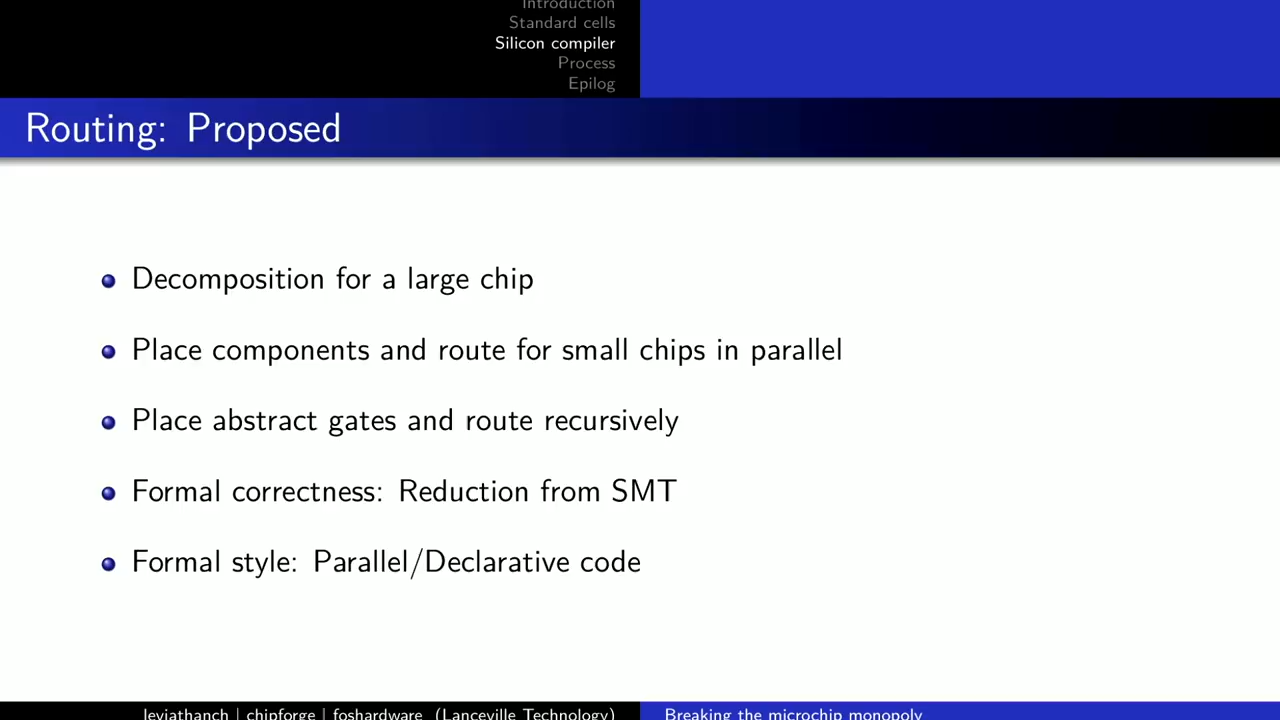 Introduction
Standard cells
Silicon compiler
Process
Epilog
Routing: Proposed
Decomposition for a large chip
Place components and route for small chips in parallel
Place abstract gates and route recursively
Formal correctness: Reduction from SMT
Formal style: Parallel/Declarative code
leviathanch | chipforge | foshardware (Lanceville Technology)
Breaking the microchip monopoly